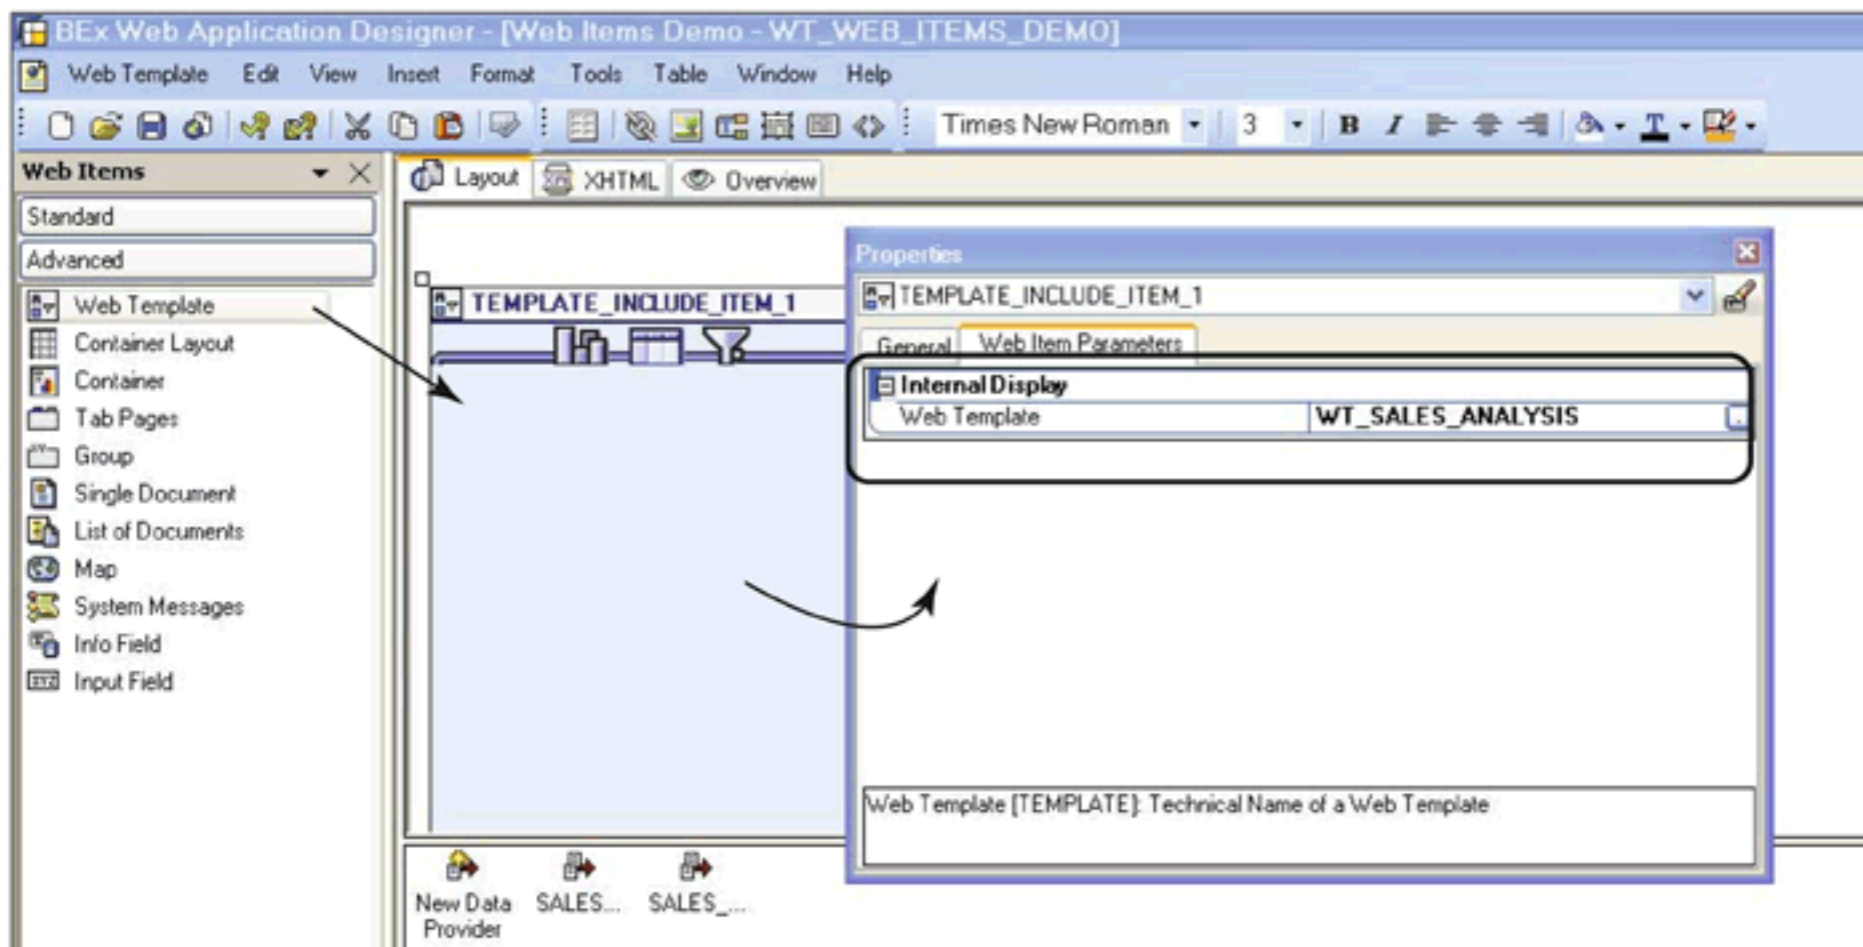 BEx Web Application Designer - [Web Items Demo - WT_WEB_ITEMS_DEMO]
Web Template Edit View Insert Format Tools Table Window Help
Times New Roman 3 B I T
Web Items
Layout XHTML Overview
Standard
Advanced
Web Template
Container Layout
Container
Tab Pages
Group
Single Document
List of Documents
Map
System Messages
Info Field
Input Field
TEMPLATE_INCLUDE_ITEM_1
Properties
TEMPLATE_INCLUDE_ITEM_1
General Web Item Parameters
Internal Display
Web Template WT_SALES_ANALYSIS
Web Template [TEMPLATE]: Technical Name of a Web Template
New Data Provider
SALES...
SALES_...